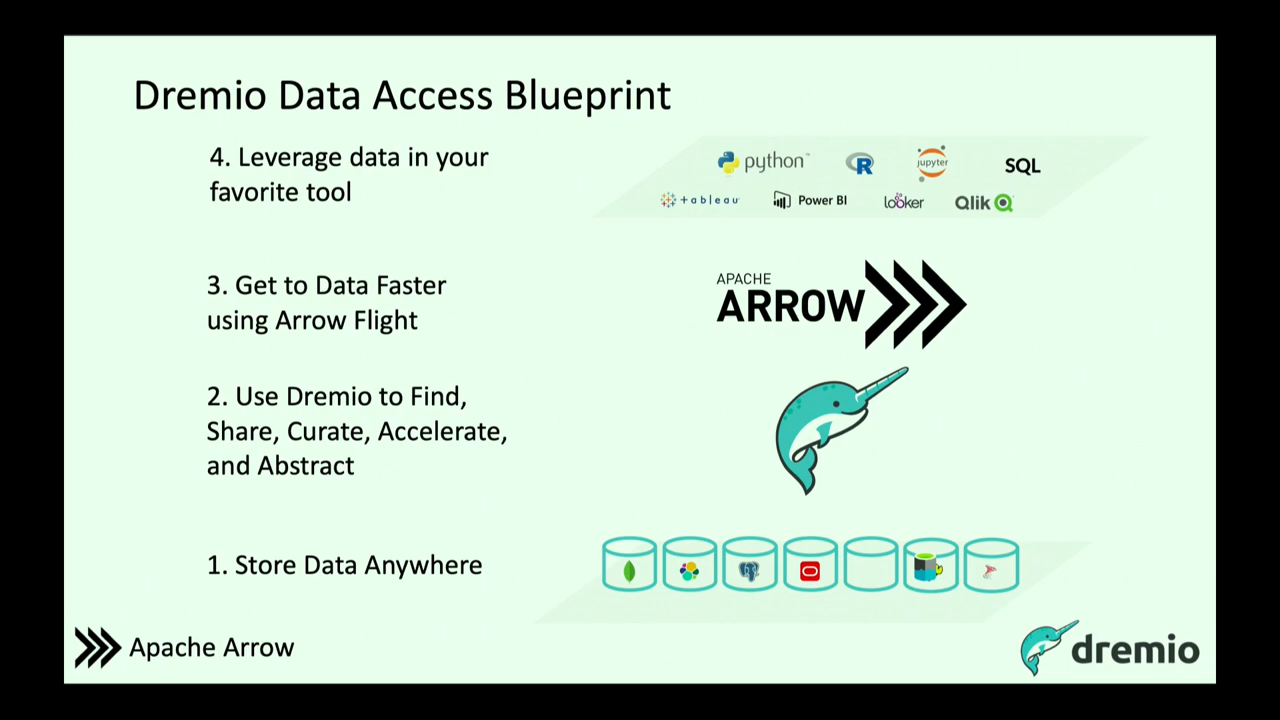 Dremio Data Access Blueprint
4. Leverage data in your
favorite tool
python™
R
jupyter
SQL
+ a b l e a u
Power BI
looker
Qlik
3. Get to Data Faster
using Arrow Flight
APACHE
ARROW
2. Use Dremio to Find,
Share, Curate, Accelerate,
and Abstract
1. Store Data Anywhere
Apache Arrow
dremio